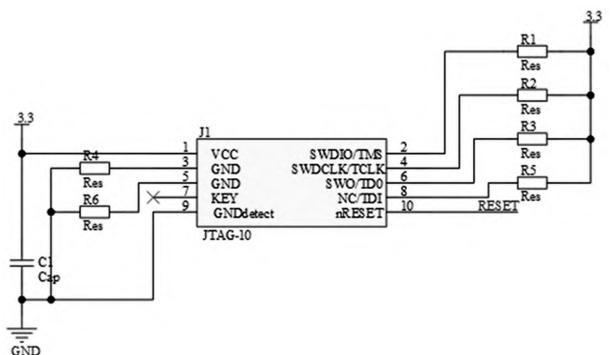 3.3
R1
Res
R2
Res
R3
Res
R5
Res
3.3
J1
1 VCC SWDIO/TMS 2
R4 3 GND SWDCLK/TCLK 4
Res
5 GND SWO/TD0 6
7 KEY NC/TDI 8
R6 9 GNDdetect nRESET 10 RESET
Res
JTAG-10
C1
Cap
GND